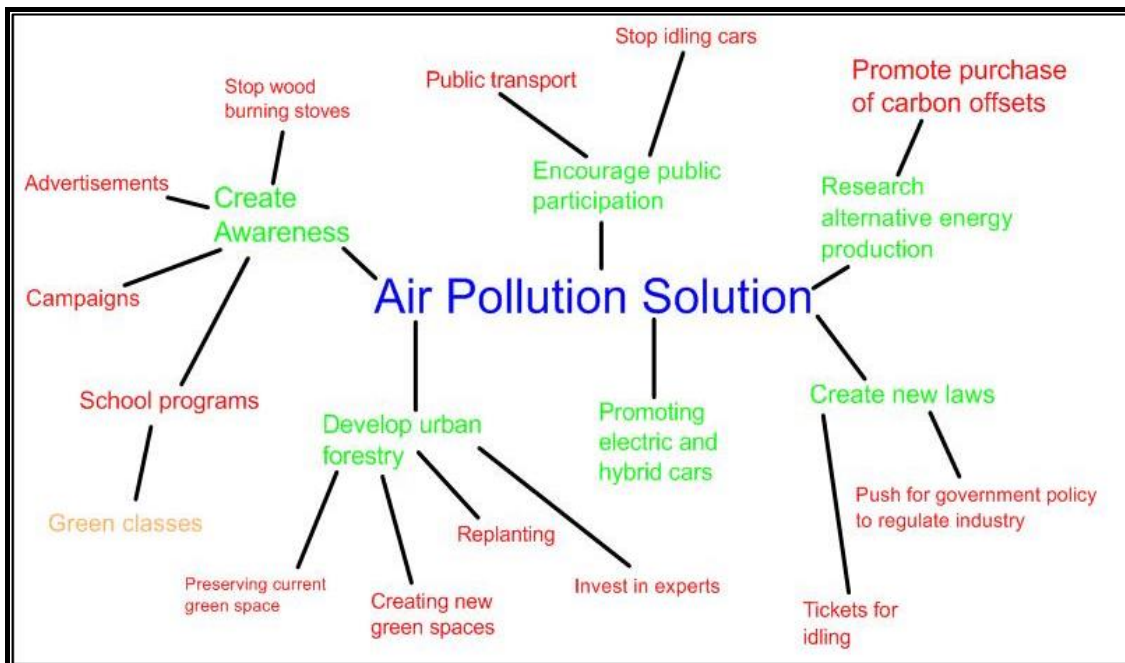 Stop idling cars
Public transport
Promote purchase
of carbon offsets
Stop wood
burning stoves
Encourage public
participation
Advertisements
Create
Awareness
Research
alternative energy
production
Campaigns
Air Pollution Solution
School programs
Develop urban
forestry
Promoting
electric and
hybrid cars
Create new laws
Green classes
Replanting
Push for government policy
to regulate industry
Preserving current
green space
Creating new
green spaces
Invest in experts
Tickets for
idling